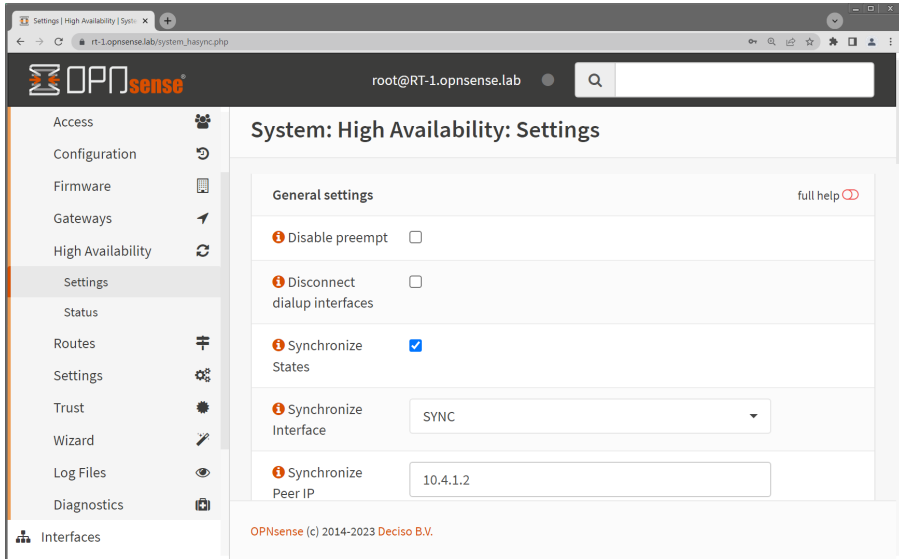 Settings | High Availability | Syste
rt-1.opnsense.lab/system_hasync.php
OPNsense®
root@RT-1.opnsense.lab
Access
Configuration
Firmware
Gateways
High Availability
Settings
Status
Routes
Settings
Trust
Wizard
Log Files
Diagnostics
Interfaces
System: High Availability: Settings
General settings
full help
Disable preempt
Disconnect
dialup interfaces
Synchronize
States
Synchronize
Interface
SYNC
Synchronize
Peer IP
10.4.1.2
OPNsense (c) 2014-2023 Deciso B.V.